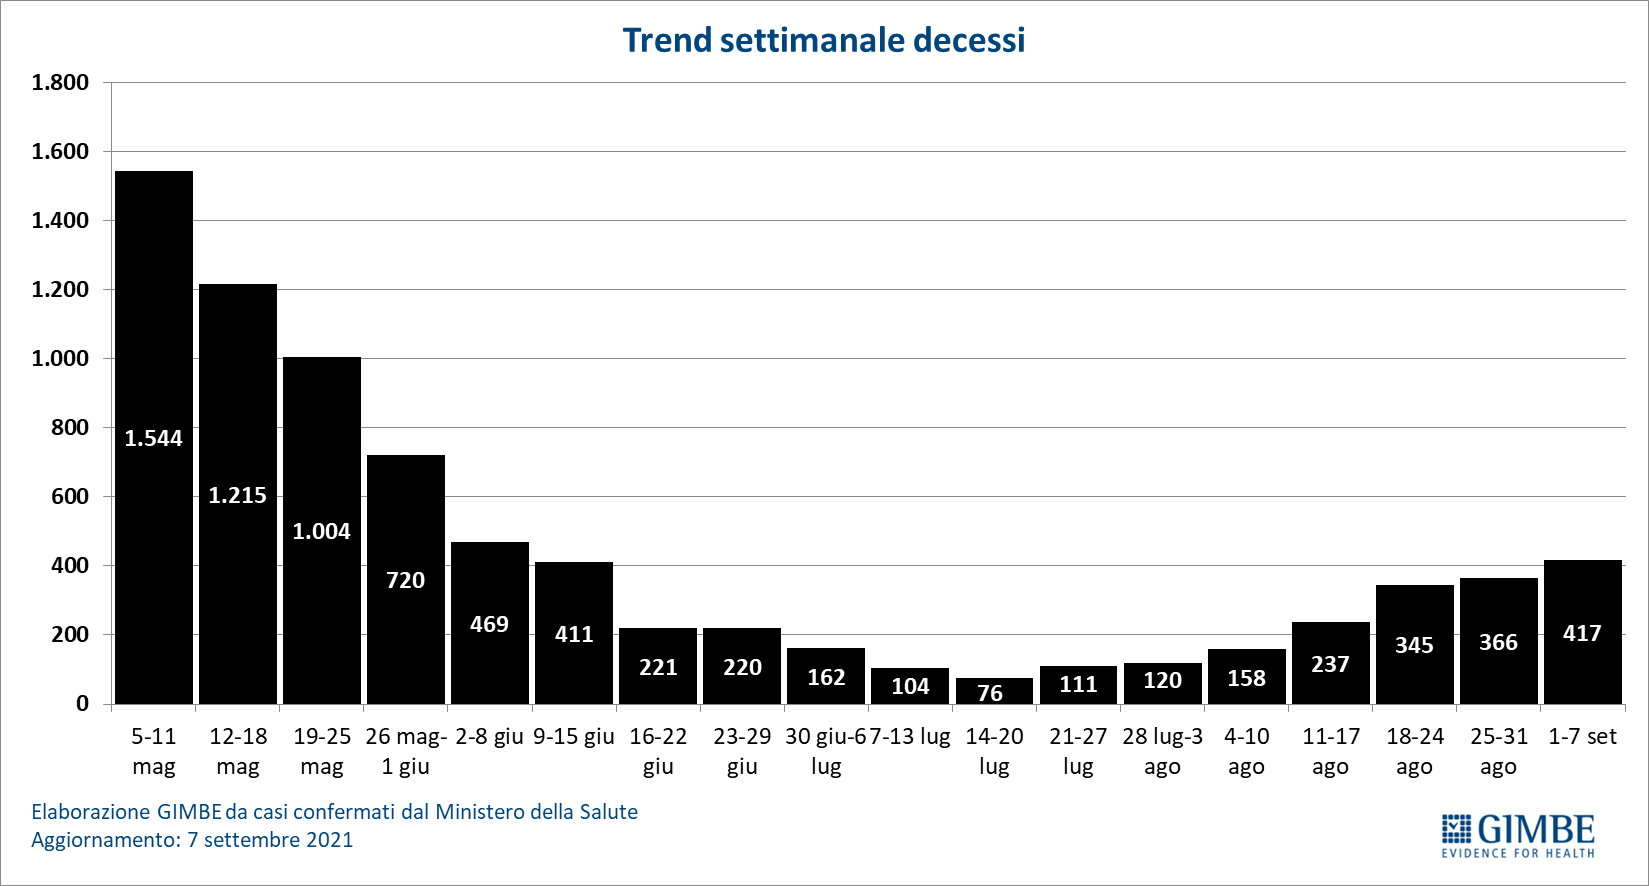 Trend settimanale decessi
1.800
1.600
1.400
1.200
1.000
800
600
400
200
0
1.544
1.215
1.004
720
469
411
221
220
162
104
76
111
120
158
237
345
366
417
5-11
mag
12-18
mag
19-25
mag
26 mag-
1 giu
2-8 giu
9-15 giu
16-22
giu
23-29
giu
30 giu-6
lug
7-13 lug
14-20
lug
21-27
lug
28 lug-3
ago
4-10
ago
11-17
ago
18-24
ago
25-31
ago
1-7 set
Elaborazione GIMBE da casi confermati dal Ministero della Salute
Aggiornamento: 7 settembre 2021
GIMBE
EVIDENCE FOR HEALTH